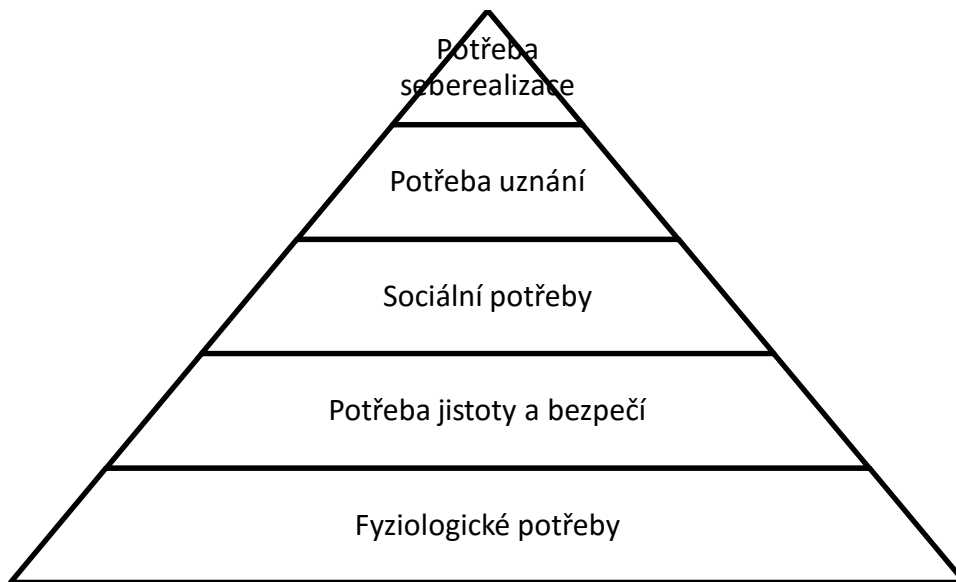 Potřeba
seberealizace
Potřeba uznání
Sociální potřeby
Potřeba jistoty a bezpečí
Fyziologické potřeby